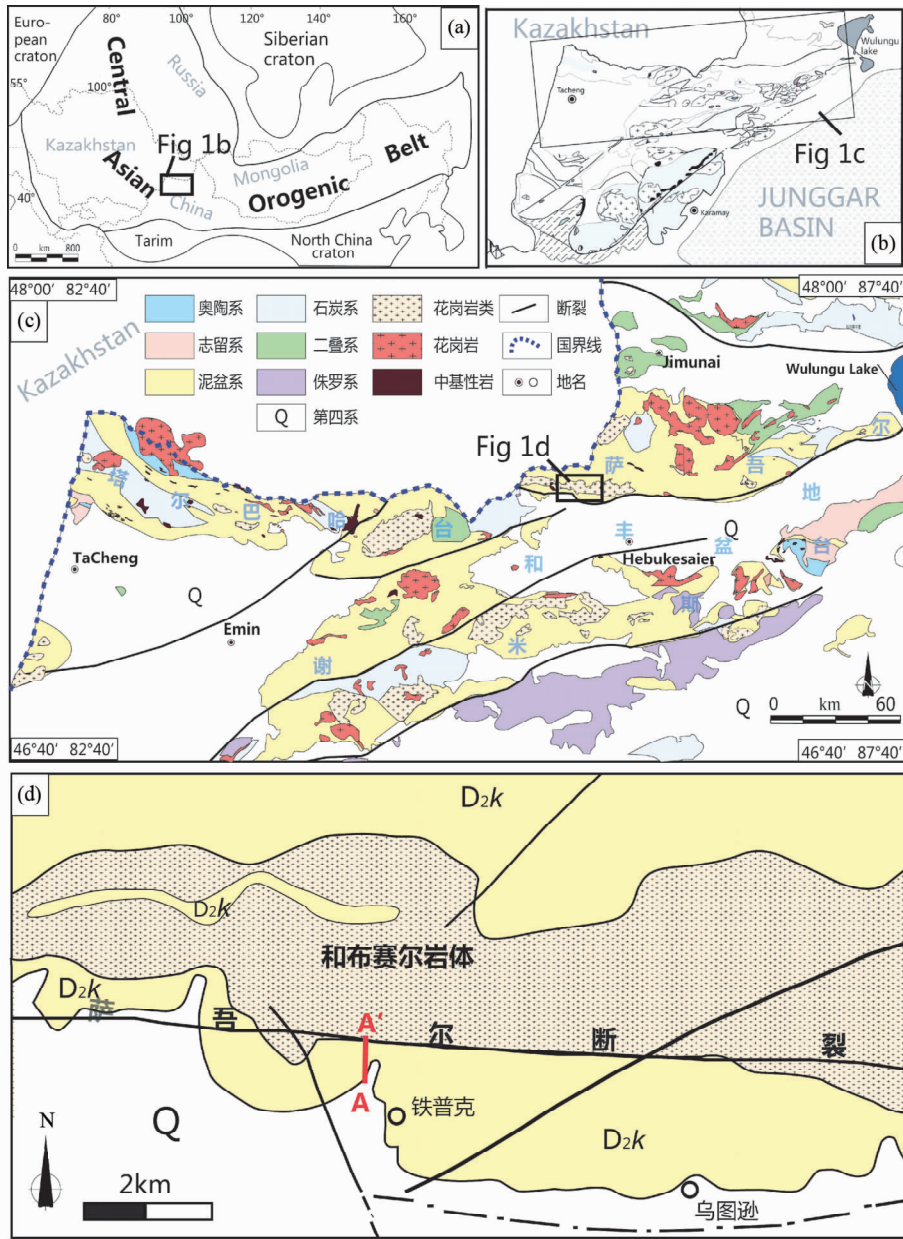 (a)
Euro-
pean
craton
80°
100°
120°
140°
160°
Siberian
craton
Central
Russia
55°
100°
Kazakhstan
Fig 1b
Asian
Mongolia
Belt
Orogenic
China
40°
0 km 800
Tarim
North China
craton
Kazakhstan
Wulungu
lake
Tacheng
Fig 1c
JUNGGAR
BASIN
Karamay
(b)
48°00′ 82°40′
48°00′ 87°40′
(c)
Kazakhstan
奥陶系
石炭系
花岗岩类
断裂
志留系
二叠系
花岗岩
国界线
泥盆系
侏罗系
中基性岩
地名
Q 第四系
Jimunai
Wulungu Lake
Fig 1d
萨 吾 尔
塔 尔 巴 哈 台
地
Q
TaCheng
和 丰 盆
台
Hebukesaier
Q
Emin
谢 米 斯
Q
0 km 60
46°40′ 82°40′
46°40′ 87°40′
(d)
D2k
D2k
和布赛尔岩体
D2k
萨 吾 尔 断 裂
A′
A
铁普克
Q
N
D2k
2km
乌图逊